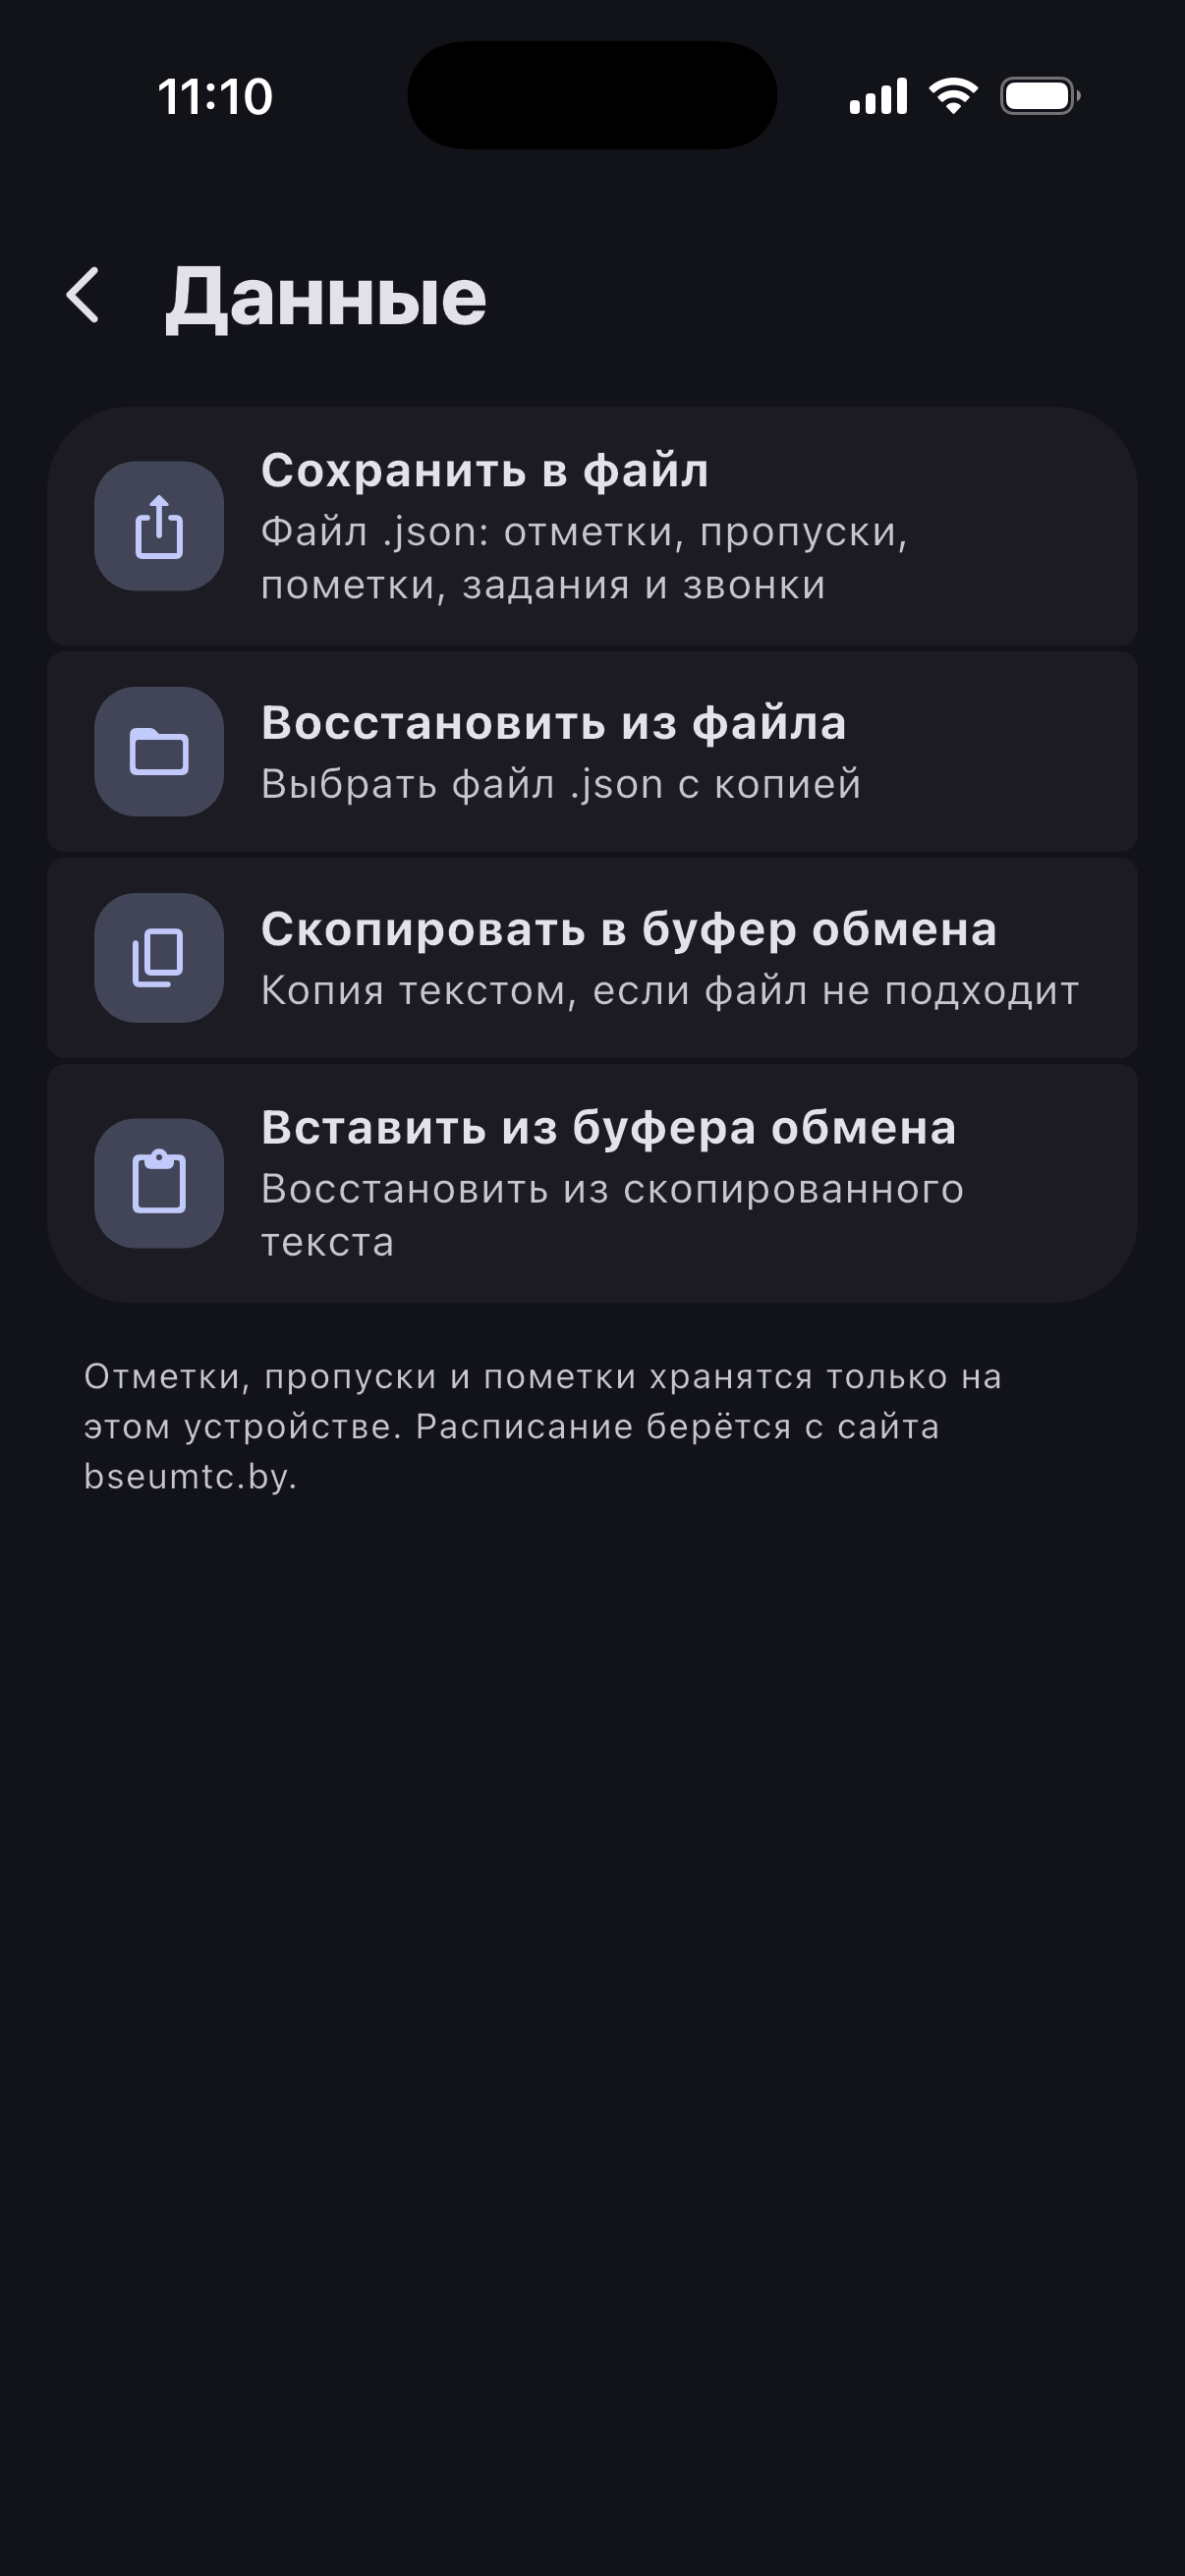 11:10
Данные
Сохранить в файл
Файл .json: отметки, пропуски,
пометки, задания и звонки
Восстановить из файла
Выбрать файл .json с копией
Скопировать в буфер обмена
Копия текстом, если файл не подходит
Вставить из буфера обмена
Восстановить из скопированного
текста
Отметки, пропуски и пометки хранятся только на
этом устройстве. Расписание берётся с сайта
bseumtc.by.